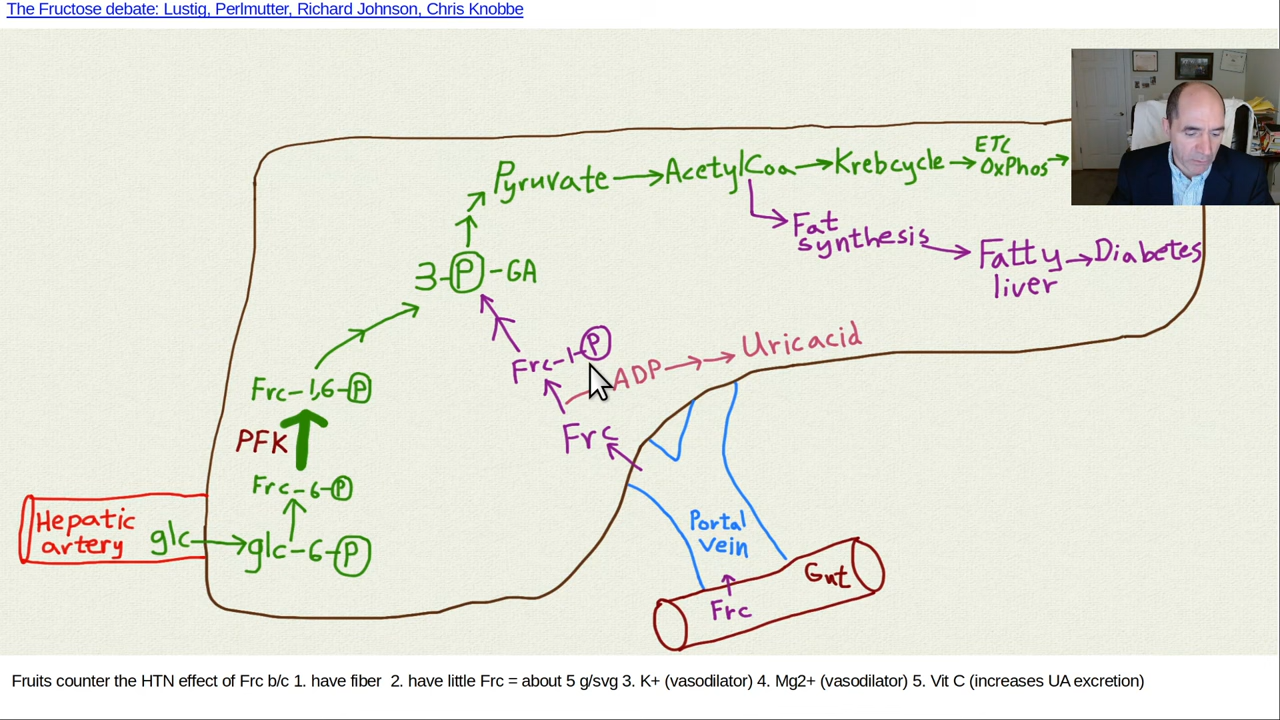 The Fructose debate: Lustig, Perlmutter, Richard Johnson, Chris Knobbe
ETC
Pyruvate → AcetylCoa → Krebcycle → OxPhos →
Fat
synthesis → Fatty → Diabetes
liver
3-P-GA
Frc-1-P
ADP → → Uric acid
Frc-1,6-P
PFK
Frc
Frc-6-P
Hepatic
artery
glc → glc-6-P
Portal
vein
Gut
Frc
Fruits counter the HTN effect of Frc b/c 1. have fiber 2. have little Frc = about 5 g/svg 3. K+ (vasodilator) 4. Mg2+ (vasodilator) 5. Vit C (increases UA excretion)